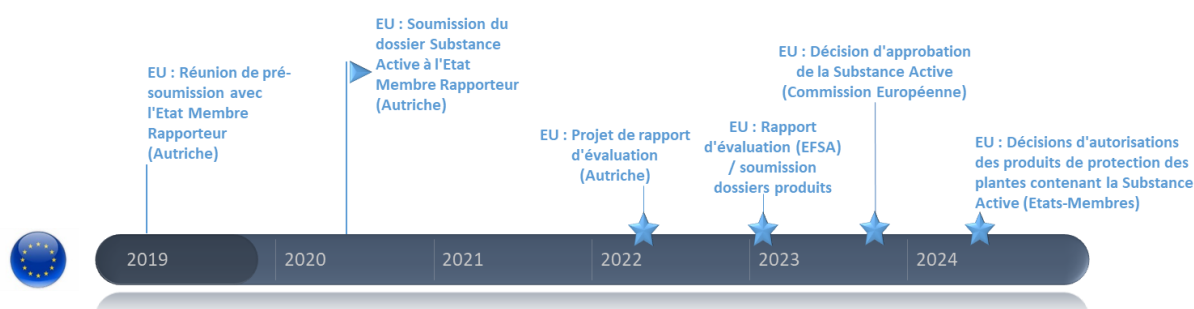 EU : Réunion de pré-
soumission avec
l'Etat Membre
Rapporteur
(Autriche)
EU : Soumission du
dossier Substance
Active à l'Etat
Membre Rapporteur
(Autriche)
EU : Projet de rapport
d'évaluation
(Autriche)
EU : Rapport
d'évaluation (EFSA)
/ soumission
dossiers produits
EU : Décision d'approbation
de la Substance Active
(Commission Européenne)
EU : Décisions d'autorisations
des produits de protection des
plantes contenant la Substance
Active (Etats-Membres)
2019
2020
2021
2022
2023
2024